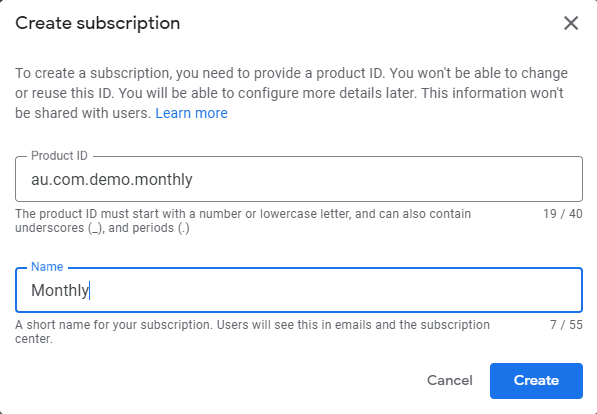 Create subscription
To create a subscription, you need to provide a product ID. You won't be able to change
or reuse this ID. You will be able to configure more details later. This information won't
be shared with users. Learn more
Product ID
au.com.demo.monthly
The product ID must start with a number or lowercase letter, and can also contain 19 / 40
underscores (_), and periods (.)
Name
Monthly
A short name for your subscription. Users will see this in emails and the subscription 7 / 55
center.
Cancel Create